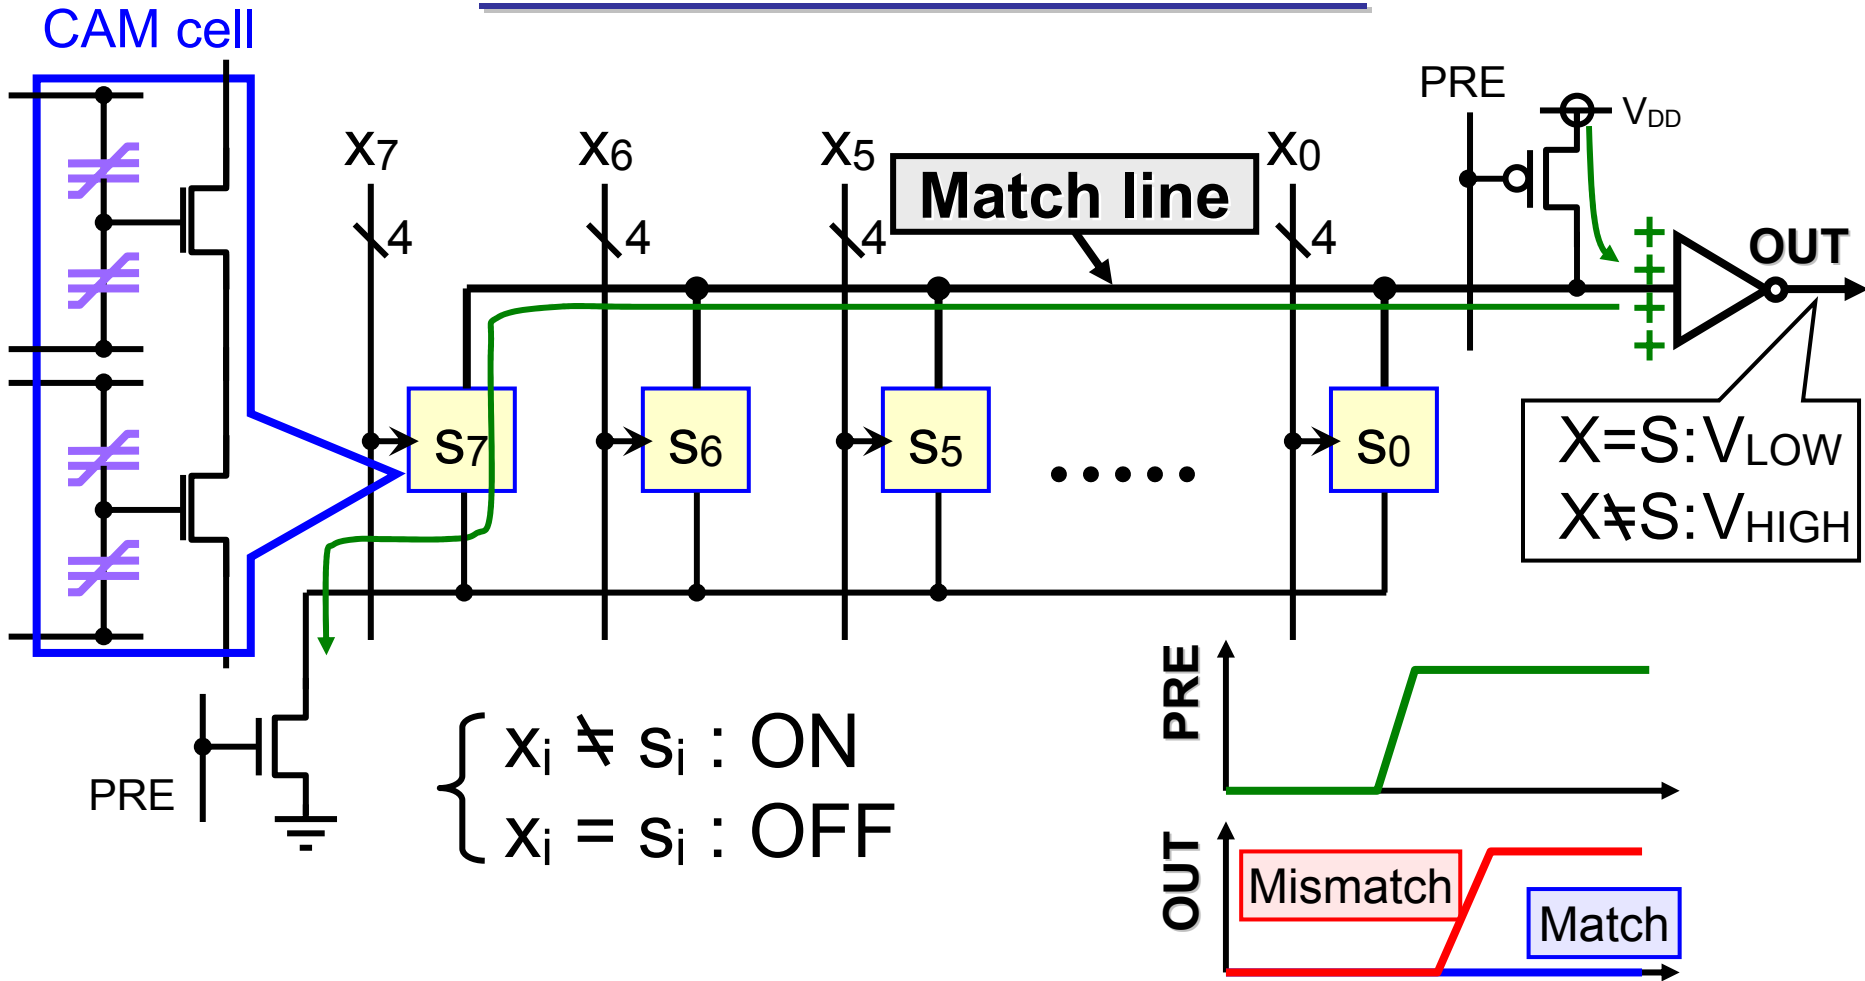 CAM cell
PRE
VDD
x7
x6
x5
x0
Match line
4
4
4
4
+
+
+
+
OUT
s7
s6
s5
s0
•••••
X=S:VLOW
X≠S:VHIGH
PRE
xi ≠ si : ON
xi = si : OFF
PRE
OUT
Mismatch
Match